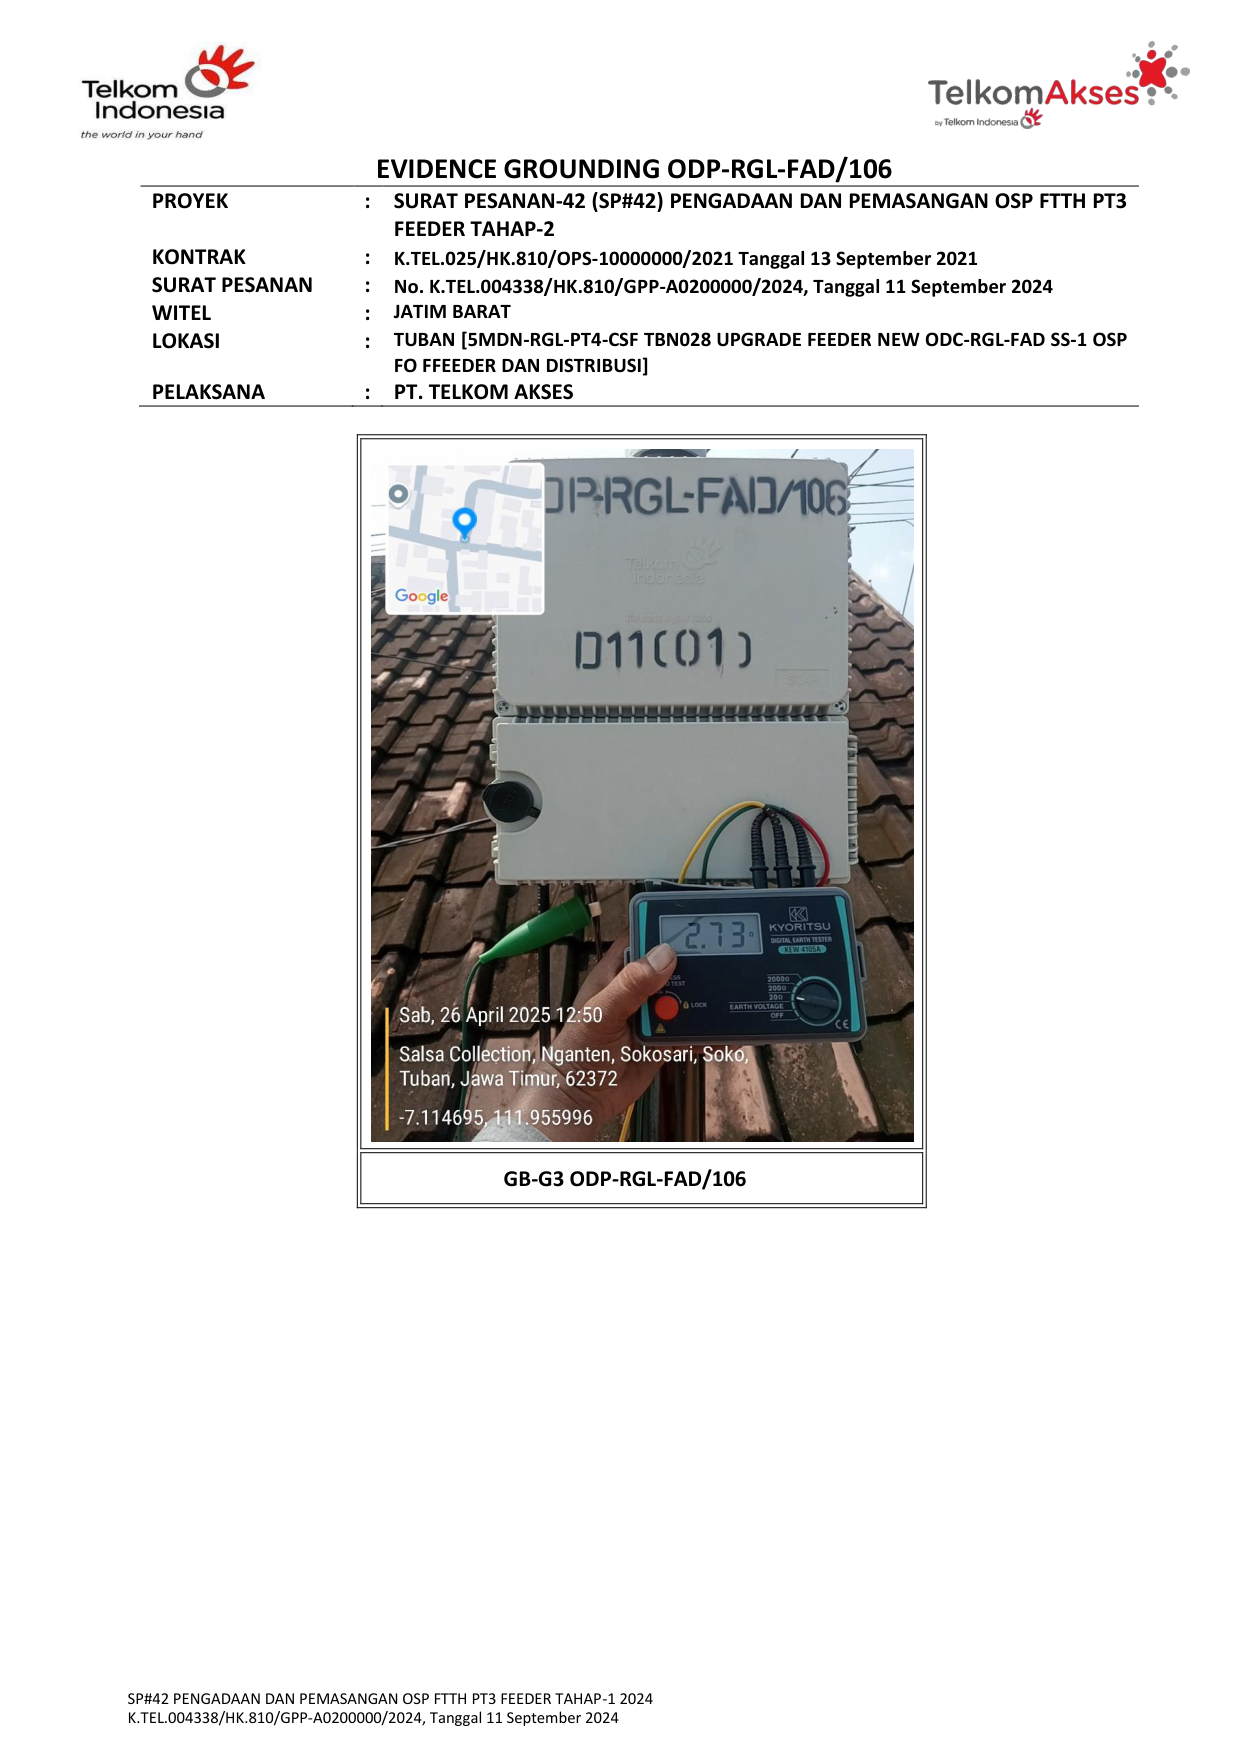 Telkom
Indonesia
the world in your hand
TelkomAkses
by Telkom Indonesia
EVIDENCE GROUNDING ODP-RGL-FAD/106
PROYEK : SURAT PESANAN-42 (SP#42) PENGADAAN DAN PEMASANGAN OSP FTTH PT3
FEEDER TAHAP-2
KONTRAK : K.TEL.025/HK.810/OPS-10000000/2021 Tanggal 13 September 2021
SURAT PESANAN : No. K.TEL.004338/HK.810/GPP-A0200000/2024, Tanggal 11 September 2024
WITEL : JATIM BARAT
LOKASI : TUBAN [5MDN-RGL-PT4-CSF TBN028 UPGRADE FEEDER NEW ODC-RGL-FAD SS-1 OSP
FO FFEEDER DAN DISTRIBUSI]
PELAKSANA : PT. TELKOM AKSES
DP-RGL-FAD/106
Google
Telkom
Indonesia
D11(01)
2.73 Ω
KYORITSU
DIGITAL EARTH TESTER
KEW 4105A
2000Ω
200Ω
20Ω
EARTH VOLTAGE
OFF
TEST
LOCK
CE
Sab, 26 April 2025 12:50
Salsa Collection, Nganten, Sokosari, Soko,
Tuban, Jawa Timur, 62372
-7.114695, 111.955996
GB-G3 ODP-RGL-FAD/106
SP#42 PENGADAAN DAN PEMASANGAN OSP FTTH PT3 FEEDER TAHAP-1 2024
K.TEL.004338/HK.810/GPP-A0200000/2024, Tanggal 11 September 2024